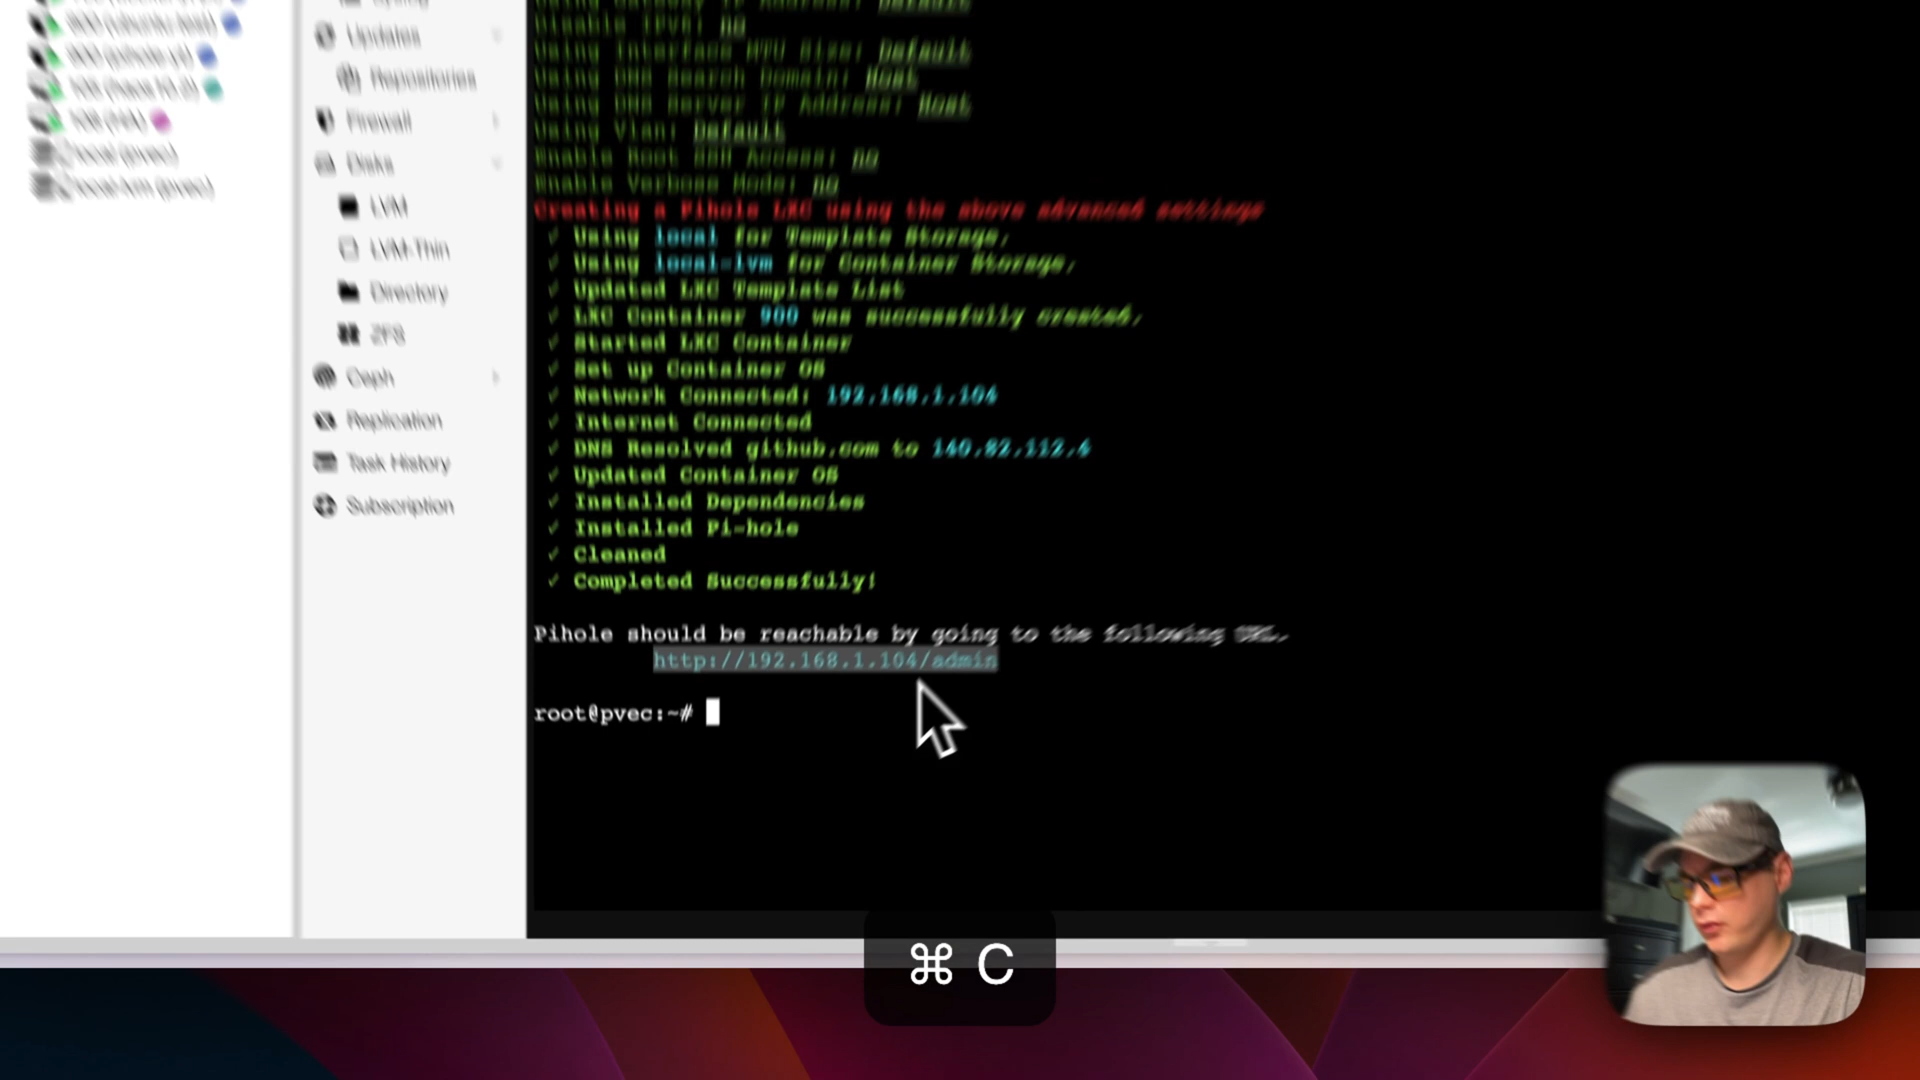 Updates
Repositories
Firewall
Disks
LVM
LVM-Thin
Directory
ZFS
Ceph
Replication
Task History
Subscription
Default
Disable IPv6: no
Using Interface MTU Size: Default
Using DNS Search Domain: Host
Using DNS Server IP Address: Host
Using Vlan: Default
Enable Root SSH Access: no
Enable Verbose Mode: no
Creating a Pihole LXC using the above advanced settings
✓ Using local for Template Storage.
✓ Using local-lvm for Container Storage.
✓ Updated LXC Template List
✓ LXC Container 900 was successfully created.
✓ Started LXC Container
✓ Set up Container OS
✓ Network Connected: 192.168.1.104
✓ Internet Connected
✓ DNS Resolved github.com to 140.82.112.4
✓ Updated Container OS
✓ Installed Dependencies
✓ Installed Pi-hole
✓ Cleaned
✓ Completed Successfully!
Pihole should be reachable by going to the following URL.
http://192.168.1.104/admin
root@pvec:~#
⌘ C